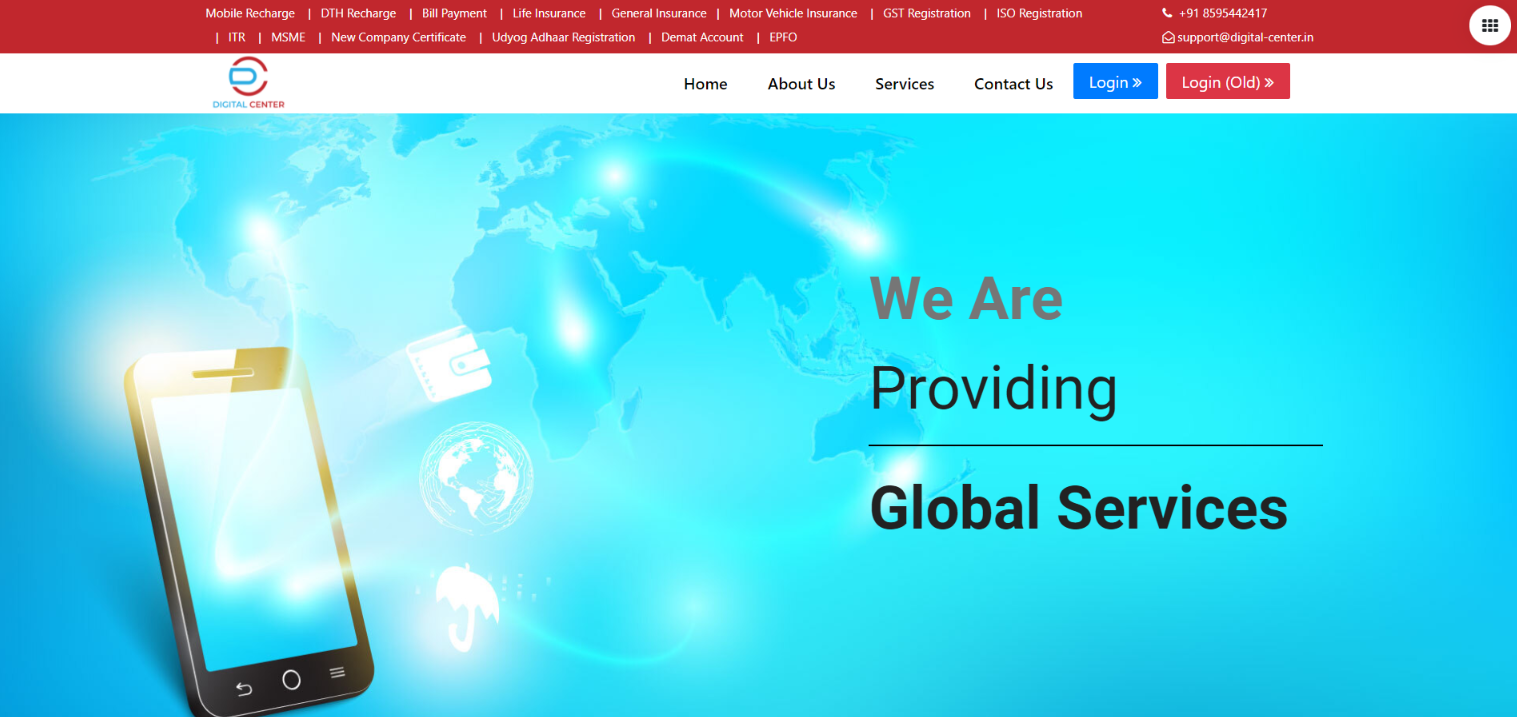 Mobile Recharge | DTH Recharge | Bill Payment | Life Insurance | General Insurance | Motor Vehicle Insurance | GST Registration | ISO Registration
| ITR | MSME | New Company Certificate | Udyog Adhaar Registration | Demat Account | EPFO
+91 8595442417
support@digital-center.in
DIGITAL CENTER
Home About Us Services Contact Us Login » Login (Old) »
We Are
Providing
Global Services